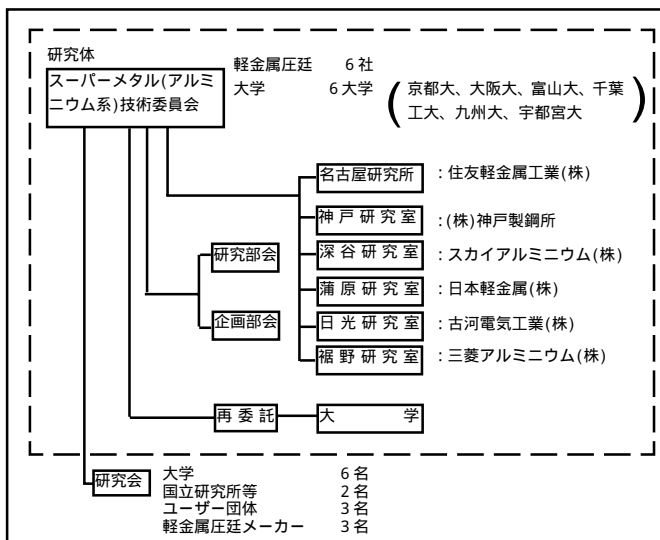 研究体
スーパーメタル(アルミ
ニウム系)技術委員会
軽金属圧廷 6社
大学 6大学
(京都大、大阪大、富山大、千葉
工大、九州大、宇都宮大)
名古屋研究所 :住友軽金属工業(株)
神戸研究室 :(株)神戸製鋼所
研究部会
深谷研究室 :スカイアルミニウム(株)
蒲原研究室 :日本軽金属(株)
企画部会
日光研究室 :古河電気工業(株)
裾野研究室 :三菱アルミニウム(株)
再委託
大学
研究会
大学 6名
国立研究所等 2名
ユーザー団体 3名
軽金属圧廷メーカー 3名